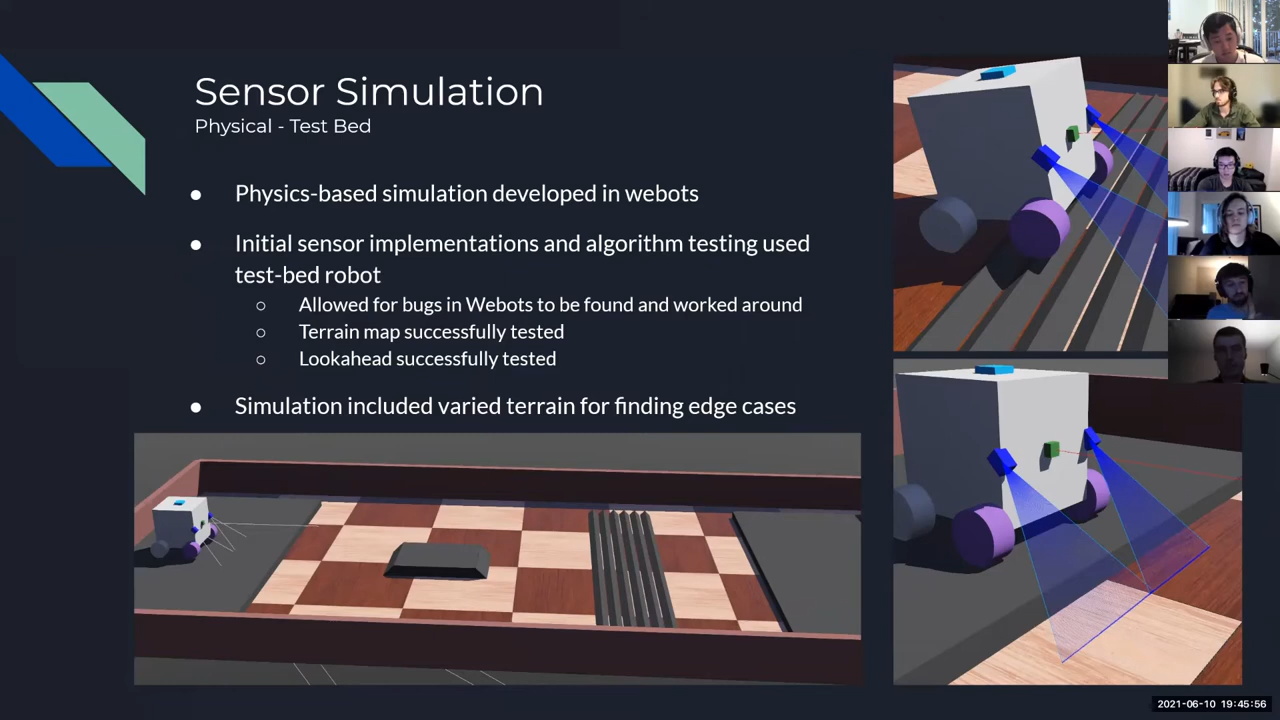 Sensor Simulation
Physical - Test Bed
● Physics-based simulation developed in webots
● Initial sensor implementations and algorithm testing used
test-bed robot
○ Allowed for bugs in Webots to be found and worked around
○ Terrain map successfully tested
○ Lookahead successfully tested
● Simulation included varied terrain for finding edge cases
2021-06-10 19:45:56